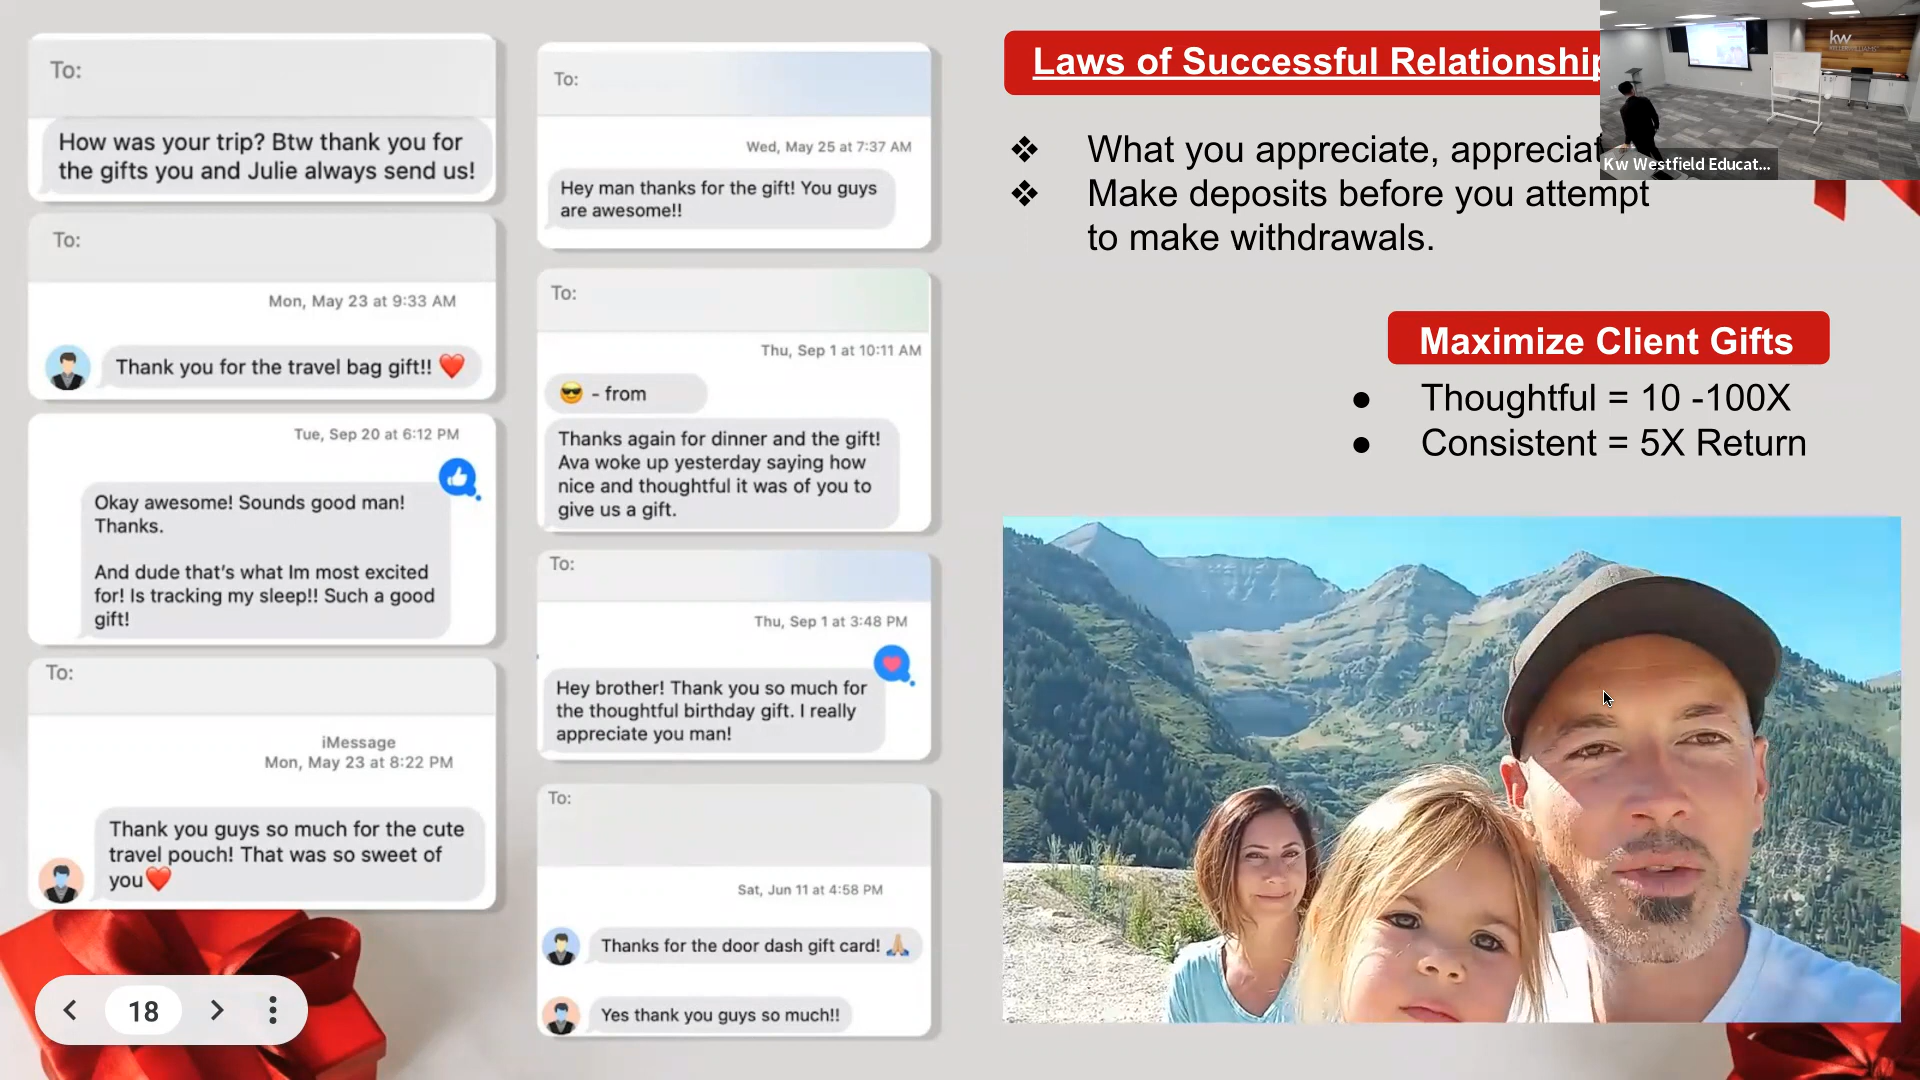 To:
How was your trip? Btw thank you for
the gifts you and Julie always send us!
To:
Mon, May 23 at 9:33 AM
Thank you for the travel bag gift!! ❤️
Tue, Sep 20 at 6:12 PM
Okay awesome! Sounds good man!
Thanks.
And dude that's what Im most excited
for! Is tracking my sleep!! Such a good
gift!
To:
iMessage
Mon, May 23 at 8:22 PM
Thank you guys so much for the cute
travel pouch! That was so sweet of
you❤️
18
To:
Wed, May 25 at 7:37 AM
Hey man thanks for the gift! You guys
are awesome!!
To:
Thu, Sep 1 at 10:11 AM
😎 - from
Thanks again for dinner and the gift!
Ava woke up yesterday saying how
nice and thoughtful it was of you to
give us a gift.
To:
Thu, Sep 1 at 3:48 PM
Hey brother! Thank you so much for
the thoughtful birthday gift. I really
appreciate you man!
To:
Sat, Jun 11 at 4:58 PM
Thanks for the door dash gift card! 🙏🏼
Yes thank you guys so much!!
Laws of Successful Relationship
❖ What you appreciate,
❖ Make deposits before you attempt
to make withdrawals.
Maximize Client Gifts
● Thoughtful = 10 -100X
● Consistent = 5X Return
kw
Kw Westfield Educat...